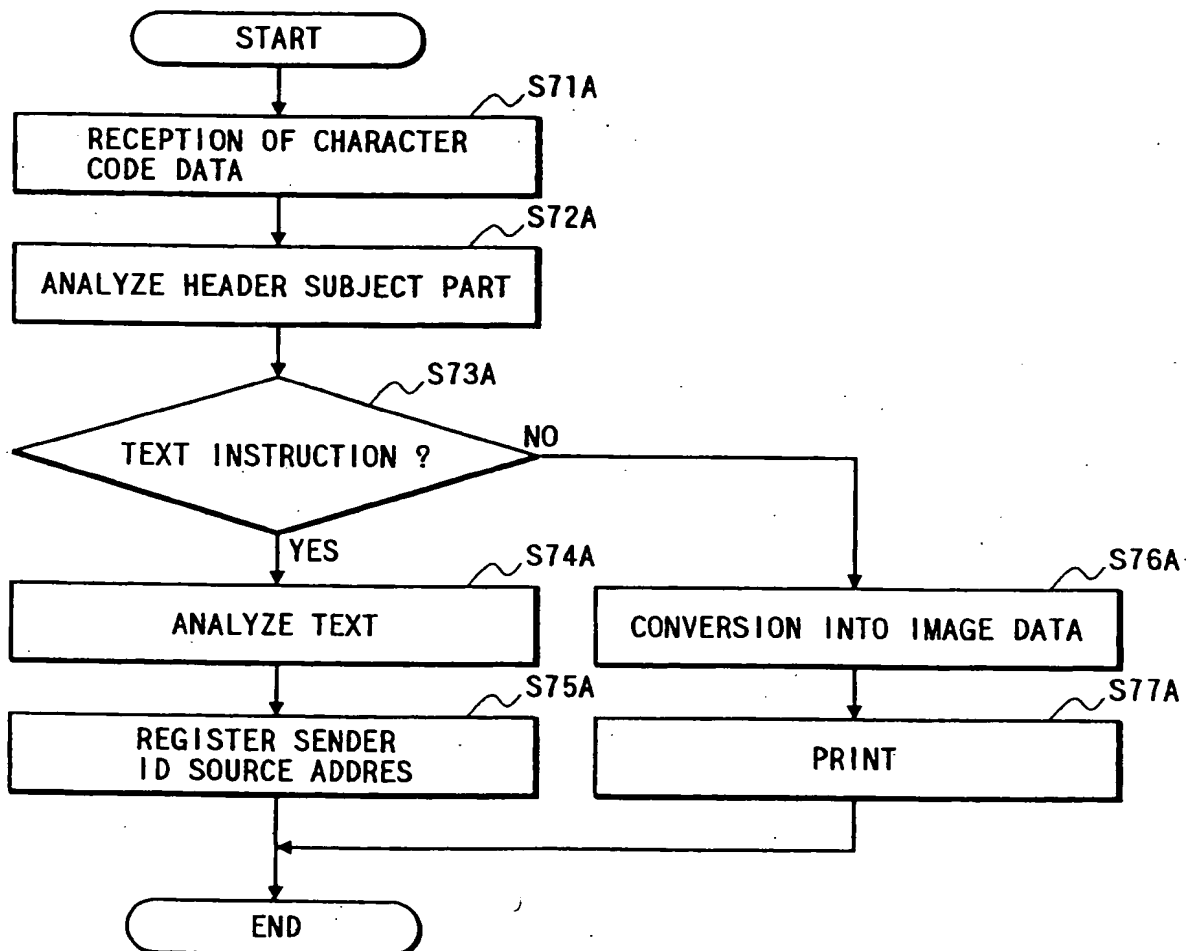 START
S71A
RECEPTION OF CHARACTER
CODE DATA
S72A
ANALYZE HEADER SUBJECT PART
S73A
TEXT INSTRUCTION ?
NO
YES
S74A
ANALYZE TEXT
S76A
CONVERSION INTO IMAGE DATA
S75A
REGISTER SENDER
ID SOURCE ADDRES
S77A
PRINT
END